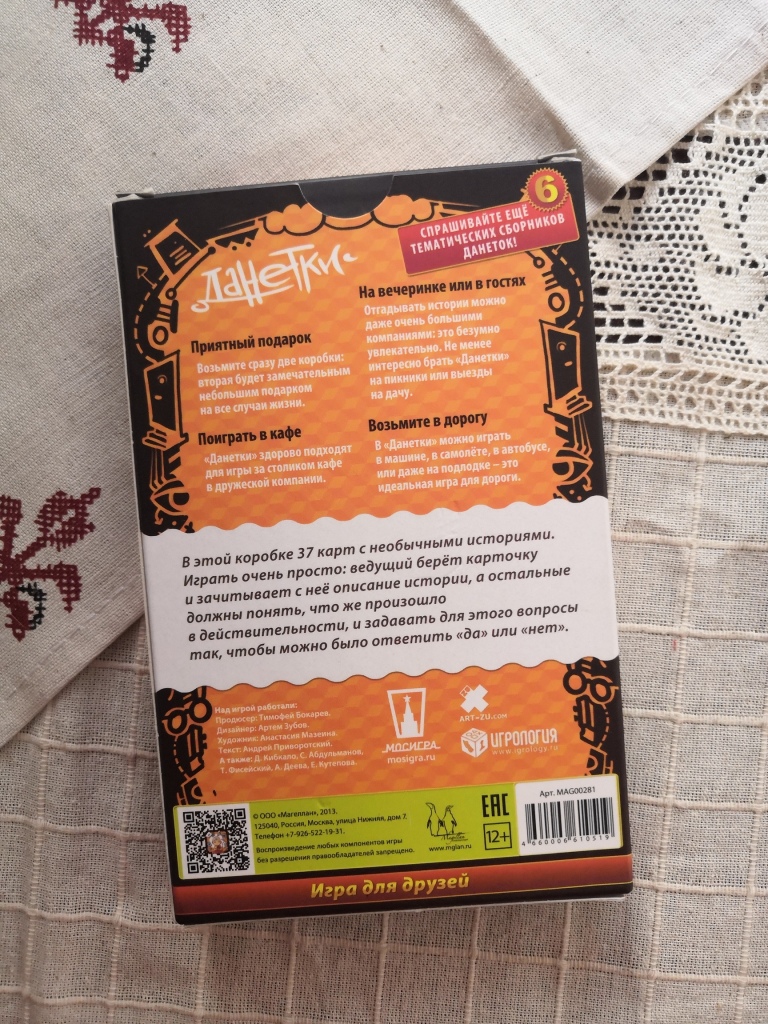 6
СПРАШИВАЙТЕ ЕЩЁ
ТЕМАТИЧЕСКИХ СБОРНИКОВ
ДАНЕТОК!
ДАНЕТКИ
Приятный подарок
Возьмите сразу две коробки:
вторая будет замечательным
небольшим подарком
на все случаи жизни.
Поиграть в кафе
«Данетки» здорово подходят
для игры за столиком кафе
в дружеской компании.
На вечеринке или в гостях
Отгадывать истории можно
даже очень большими
компаниями: это безумно
увлекательно. Не менее
интересно брать «Данетки»
на пикники или выезды
на дачу.
Возьмите в дорогу
В «Данетки» можно играть
в машине, в самолёте, в автобусе,
или даже на подлодке – это
идеальная игра для дороги.
В этой коробке 37 карт с необычными историями.
Играть очень просто: ведущий берёт карточку
и зачитывает с неё описание истории, а остальные
должны понять, что же произошло
в действительности, и задавать для этого вопросы
так, чтобы можно было ответить «да» или «нет».
Над игрой работали:
Продюсер: Тимофей Бокарев.
Дизайнер: Артем Зубов.
Художник: Анастасия Мазеина.
Текст: Андрей Приворотский.
А также: Д. Кибкало, С. Абдульманов,
Т. Фисейский, А. Деева, Е. Кутепова.
МОСИГРА
mosigra.ru
ART-ZU.COM
ИГРОЛОГИЯ
www.igrology.ru
© ООО «Магеллан», 2013.
125040, Россия, Москва, улица Нижняя, дом 7.
Телефон +7-926-522-19-31.
Воспроизведение любых компонентов игры
без разрешения правообладателей запрещено.
www.mglan.ru
EAC
12+
Арт. MAG00281
4 660006 610519
Игра для друзей